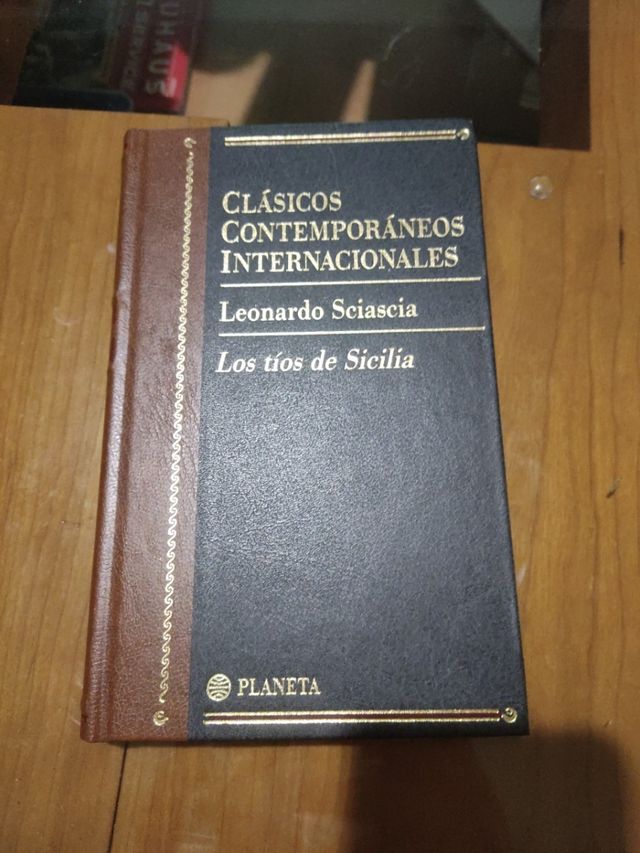 CLÁSICOS
CONTEMPORÁNEOS
INTERNACIONALES
Leonardo Sciascia
Los tíos de Sicilia
PLANETA